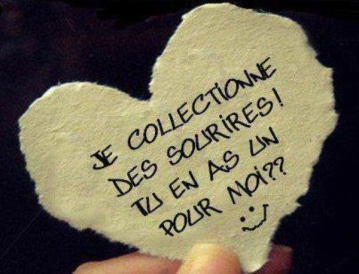 JE COLLECTIONNE
DES SOURIRES!
TU EN AS UN
POUR MOI??